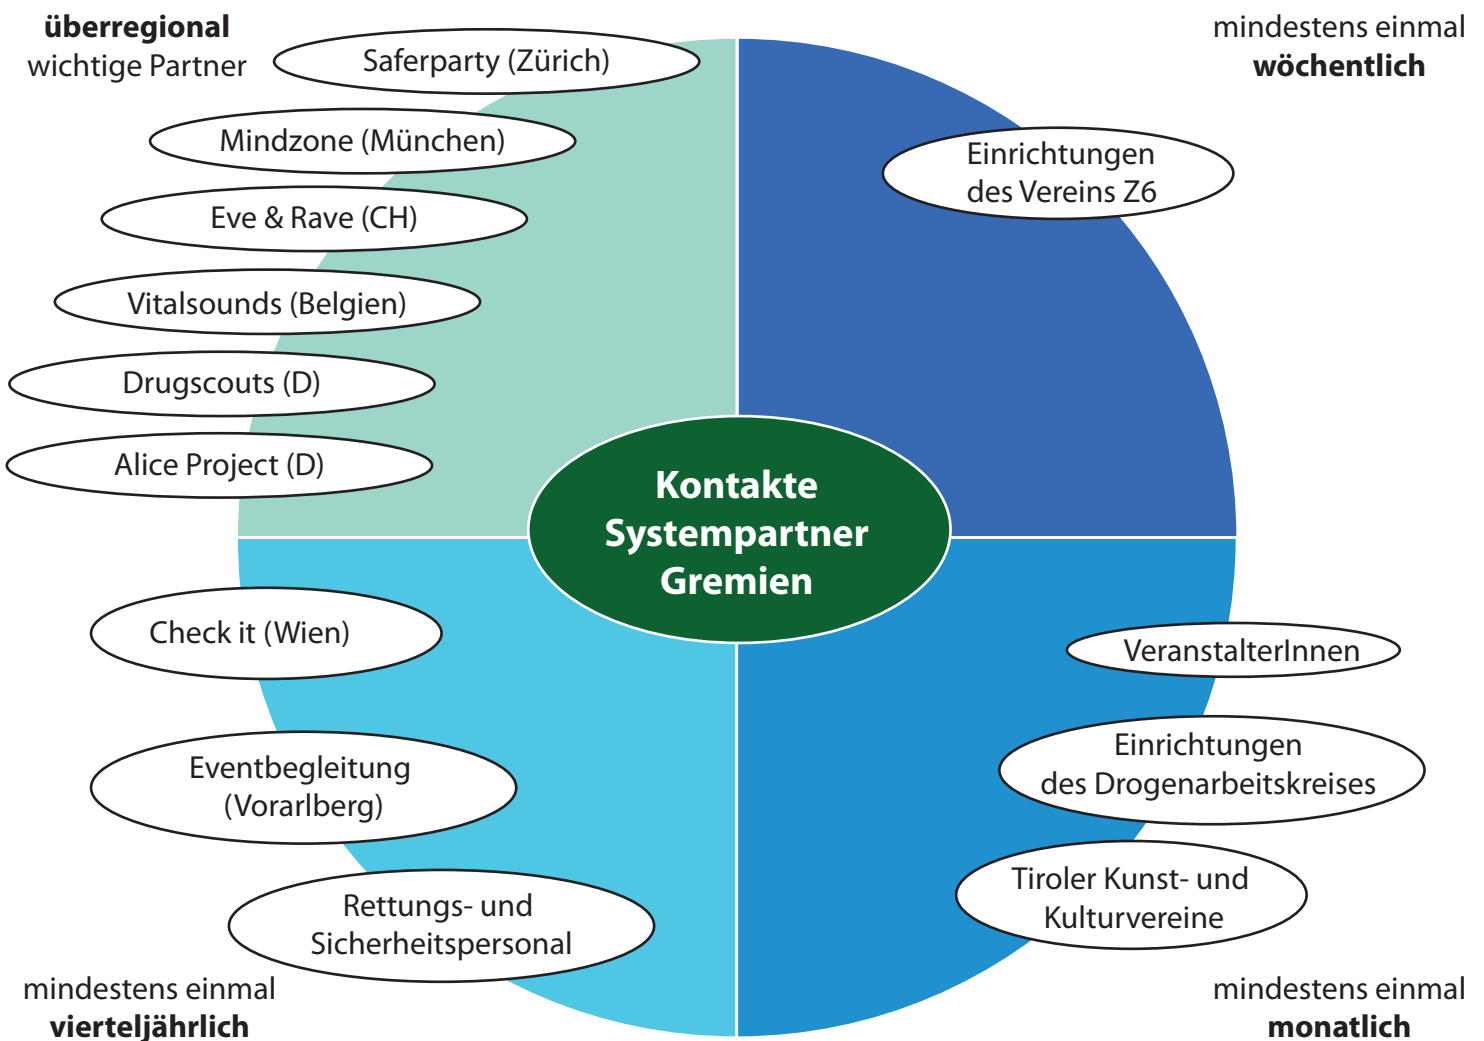 überregional
wichtige Partner
Saferparty (Zürich)
Mindzone (München)
Eve & Rave (CH)
Vitalsounds (Belgien)
Drugscouts (D)
Alice Project (D)
mindestens einmal
wöchentlich
Einrichtungen
des Vereins Z6
Kontakte
Systempartner
Gremien
Check it (Wien)
Eventbegleitung
(Vorarlberg)
Rettungs- und
Sicherheitspersonal
mindestens einmal
vierteljährlich
VeranstalterInnen
Einrichtungen
des Drogenarbeitskreises
Tiroler Kunst- und
Kulturvereine
mindestens einmal
monatlich